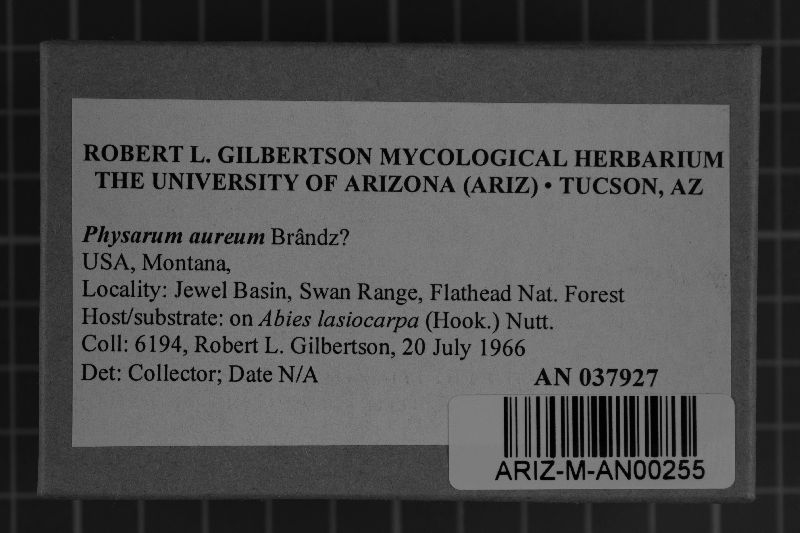 ROBERT L. GILBERTSON MYCOLOGICAL HERBARIUM
THE UNIVERSITY OF ARIZONA (ARIZ) • TUCSON, AZ
Physarum aureum Brândz?
USA, Montana,
Locality: Jewel Basin, Swan Range, Flathead Nat. Forest
Host/substrate: on Abies lasiocarpa (Hook.) Nutt.
Coll: 6194, Robert L. Gilbertson, 20 July 1966
Det: Collector; Date N/A
AN 037927
ARIZ-M-AN00255